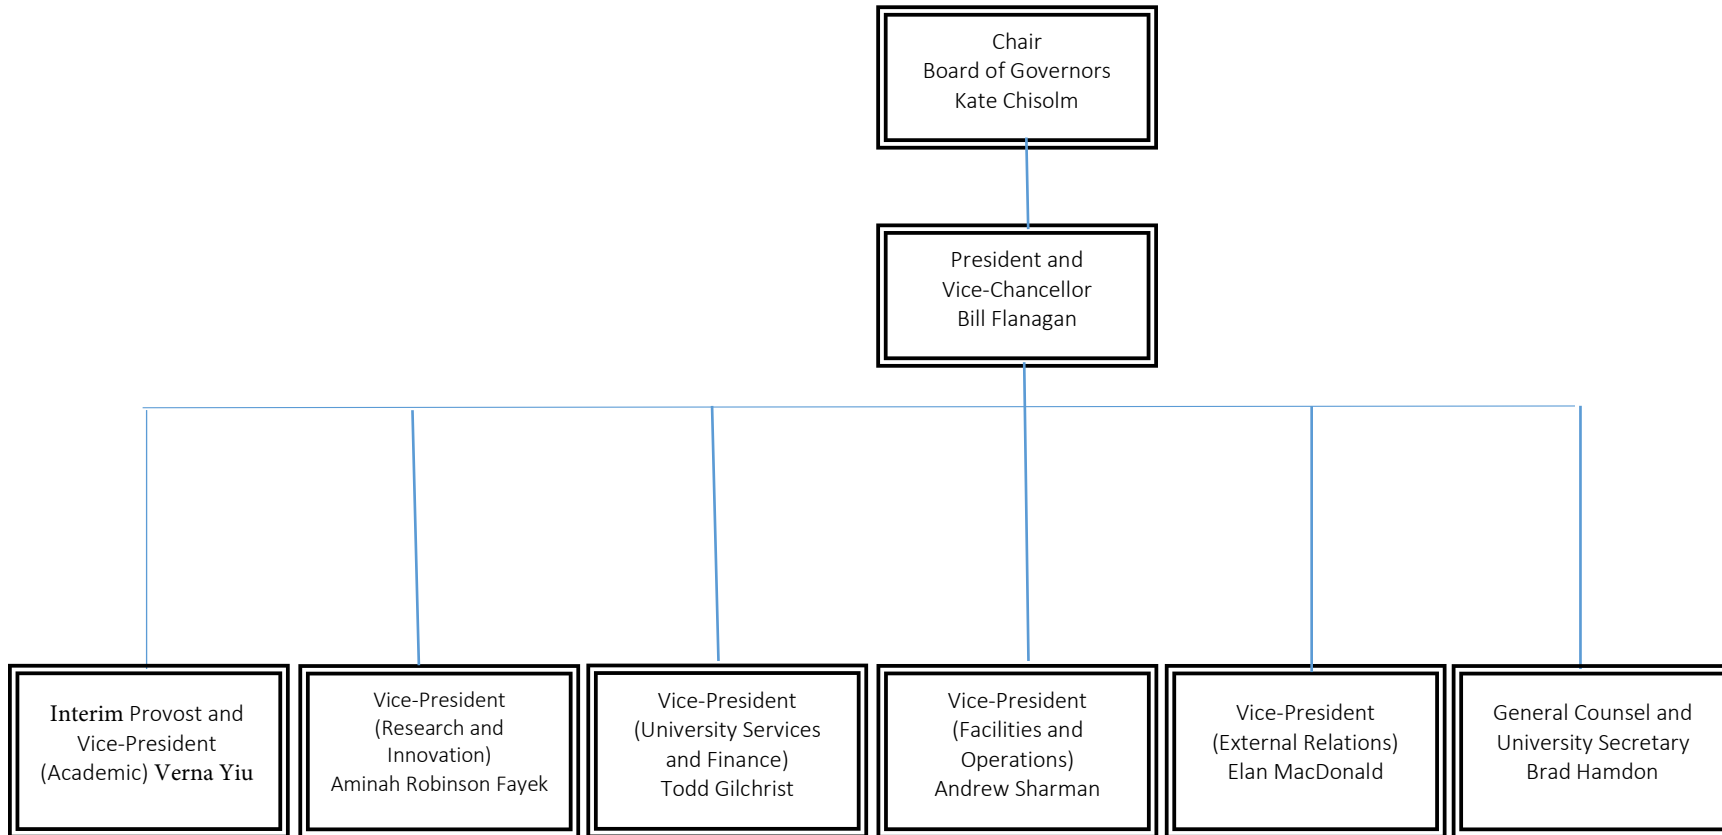 Chair
Board of Governors
Kate Chisolm
President and
Vice-Chancellor
Bill Flanagan
Interim Provost and
Vice-President
(Academic) Verna Yiu
Vice-President
(Research and
Innovation)
Aminah Robinson Fayek
Vice-President
(University Services
and Finance)
Todd Gilchrist
Vice-President
(Facilities and
Operations)
Andrew Sharman
Vice-President
(External Relations)
Elan MacDonald
General Counsel and
University Secretary
Brad Hamdon